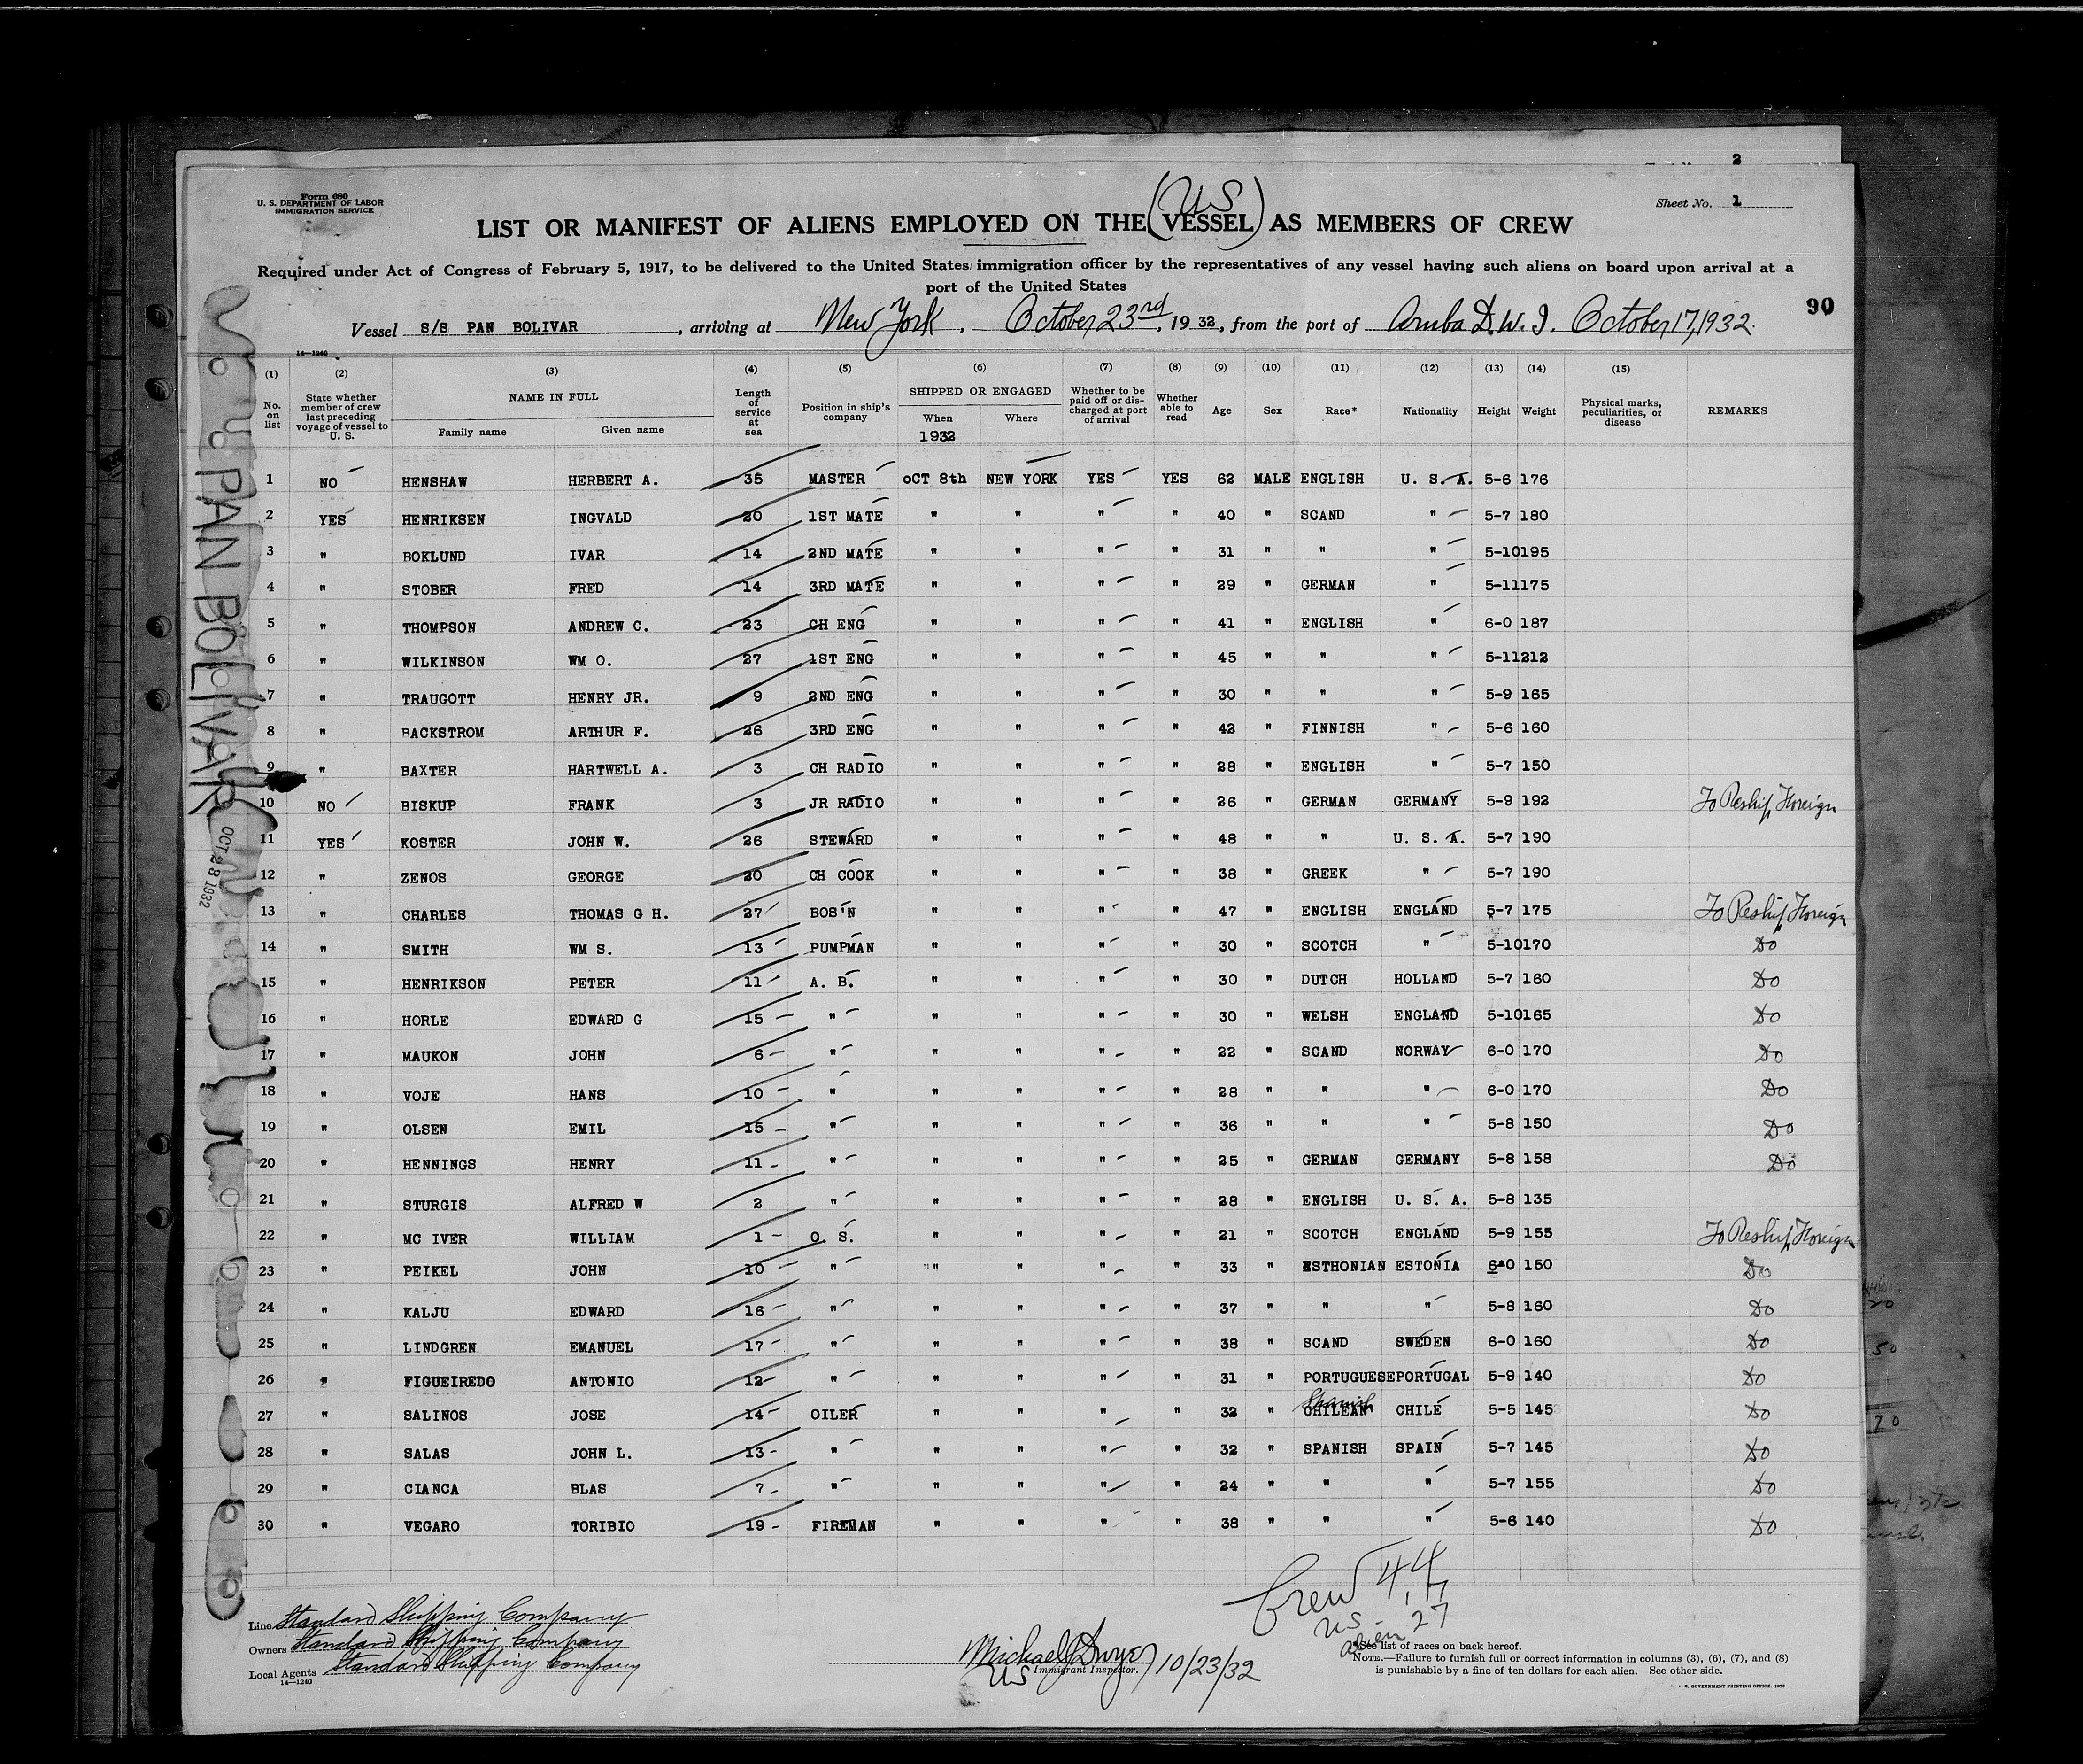 2
Form 680
U. S. DEPARTMENT OF LABOR
IMMIGRATION SERVICE
Sheet No. 1
(US)
LIST OR MANIFEST OF ALIENS EMPLOYED ON THE VESSEL AS MEMBERS OF CREW
Required under Act of Congress of February 5, 1917, to be delivered to the United States immigration officer by the representatives of any vessel having such aliens on board upon arrival at a
port of the United States
90
Vessel S/S PAN BOLIVAR, arriving at New York, October 23rd, 1932, from the port of Aruba D.W.I. October 17, 1932.
14—1240
(1) (2) (3) (4) (5) (6) (7) (8) (9) (10) (11) (12) (13) (14) (15)
No. on list | State whether member of crew last preceding voyage of vessel to U. S. | NAME IN FULL Family name Given name | Length of service at sea | Position in ship's company | SHIPPED OR ENGAGED When 1932 Where | Whether to be paid off or discharged at port of arrival | Whether able to read | Age | Sex | Race* | Nationality | Height | Weight | Physical marks, peculiarities, or disease | REMARKS
1 NO HENSHAW HERBERT A. 35 MASTER oCT 8th NEW YORK YES YES 62 MALE ENGLISH U. S. A. 5-6 176
2 YES HENRIKSEN INGVALD 20 1ST MATE " " " " 40 " SCAND " 5-7 180
3 " BOKLUND IVAR 14 2ND MATE " " " " 31 " " " 5-10 195
4 " STOBER FRED 14 3RD MATE " " " " 29 " GERMAN " 5-11 175
5 " THOMPSON ANDREW C. 23 CH ENG " " " " 41 " ENGLISH " 6-0 187
6 " WILKINSON WM O. 27 1ST ENG " " " " 45 " " " 5-11 212
7 " TRAUGOTT HENRY JR. 9 2ND ENG " " " " 30 " " " 5-9 165
8 " BACKSTROM ARTHUR F. 26 3RD ENG " " " " 42 " FINNISH " 5-6 160
9 " BAXTER HARTWELL A. 3 CH RADIO " " " " 28 " ENGLISH " 5-7 150
10 NO BISKUP FRANK 3 JR RADIO " " " " 26 " GERMAN GERMANY 5-9 192 To Reship Foreign
11 YES KOSTER JOHN W. 26 STEWARD " " " " 48 " " U. S. A. 5-7 190
12 " ZENOS GEORGE 20 CH COOK " " " " 38 " GREEK " 5-7 190
13 " CHARLES THOMAS G H. 27 BOS'N " " " " 47 " ENGLISH ENGLAND 5-7 175 To Reship Foreign
14 " SMITH WM S. 13 PUMPMAN " " " " 30 " SCOTCH " 5-10 170 Do
15 " HENRIKSON PETER 11 A. B. " " " " 30 " DUTCH HOLLAND 5-7 160 Do
16 " HORLE EDWARD G 15 " " " " " 30 " WELSH ENGLAND 5-10 165 Do
17 " MAUKON JOHN 6 " " " " " 22 " SCAND NORWAY 6-0 170 Do
18 " VOJE HANS 10 " " " " " 28 " " " 6-0 170 Do
19 " OLSEN EMIL 15 " " " " " 36 " " " 5-8 150 Do
20 " HENNINGS HENRY 11 " " " " " 25 " GERMAN GERMANY 5-8 158 Do
21 " STURGIS ALFRED W 2 " " " " " 28 " ENGLISH U. S. A. 5-8 135
22 " MC IVER WILLIAM 1 O. S. " " " " 21 " SCOTCH ENGLAND 5-9 155 To Reship Foreign
23 " PEIKEL JOHN 10 " " " " " 33 " ESTHONIAN ESTONIA 6-0 150 Do
24 " KALJU EDWARD 16 " " " " " 37 " " " 5-8 160 Do
25 " LINDGREN EMANUEL 17 " " " " " 38 " SCAND SWEDEN 6-0 160 Do
26 " FIGUEIREDO ANTONIO 12 " " " " " 31 " PORTUGUESE PORTUGAL 5-9 140 Do
27 " SALINOS JOSE 14 OILER " " " " 32 " Spanish CHILEAN CHILE 5-5 145 Do
28 " SALAS JOHN L. 13 " " " " " 32 " SPANISH SPAIN 5-7 145 Do
29 " CIANCA BLAS 7 " " " " " 24 " " " 5-7 155 Do
30 " VEGARO TORIBIO 19 FIREMAN " " " " 38 " " " 5-6 140 Do
PAN BOLIVAR
OCT 23 1932
Crew 44
US 17
alien 27
Line Standard Shipping Company
Owners Standard Shipping Company
Local Agents Standard Shipping Company
14—1240
Michael J Dwyer 10/23/32
US Immigrant Inspector.
*See list of races on back hereof.
NOTE.—Failure to furnish full or correct information in columns (3), (6), (7), and (8)
is punishable by a fine of ten dollars for each alien. See other side.
50
70